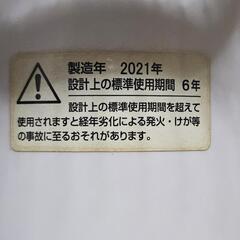 製造年 2021年
設計上の標準使用期間 6年
設計上の標準使用期間を超えて
使用されますと経年劣化による発火・けが等
の事故に至るおそれがあります。